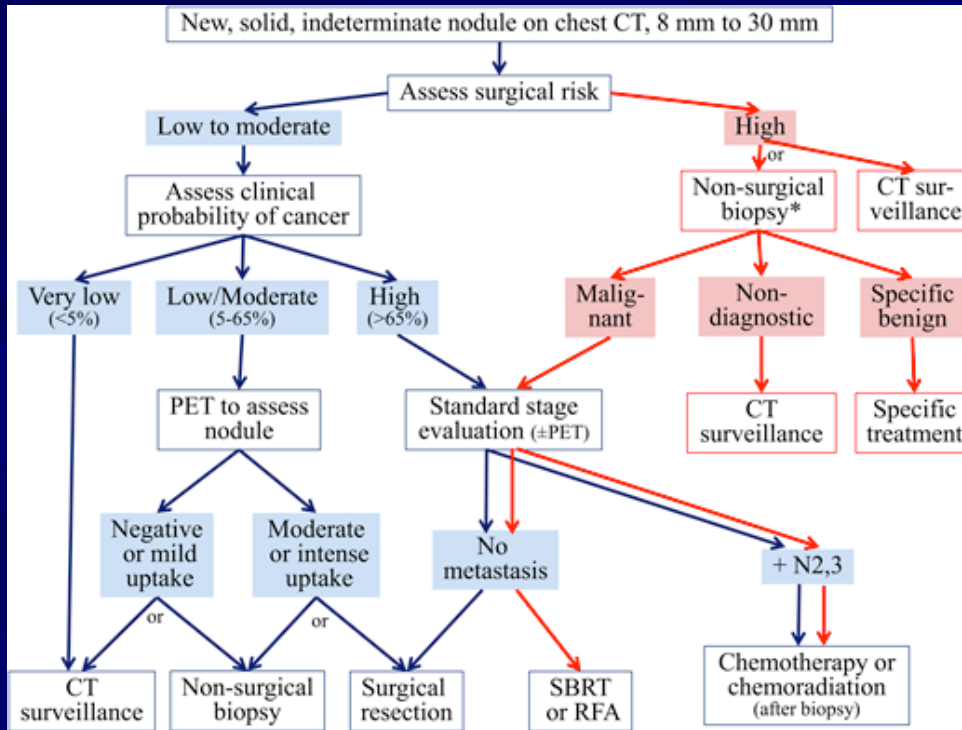 New, solid, indeterminate nodule on chest CT, 8 mm to 30 mm
Assess surgical risk
Low to moderate
High
or
Assess clinical
probability of cancer
Non-surgical
biopsy*
CT sur-
veillance
Very low
(<5%)
Low/Moderate
(5-65%)
High
(>65%)
Malig-
nant
Non-
diagnostic
Specific
benign
PET to assess
nodule
Standard stage
evaluation (±PET)
CT
surveillance
Specific
treatment
Negative
or mild
uptake
Moderate
or intense
uptake
No
metastasis
+ N2,3
or
or
CT
surveillance
Non-surgical
biopsy
Surgical
resection
SBRT
or RFA
Chemotherapy or
chemoradiation
(after biopsy)